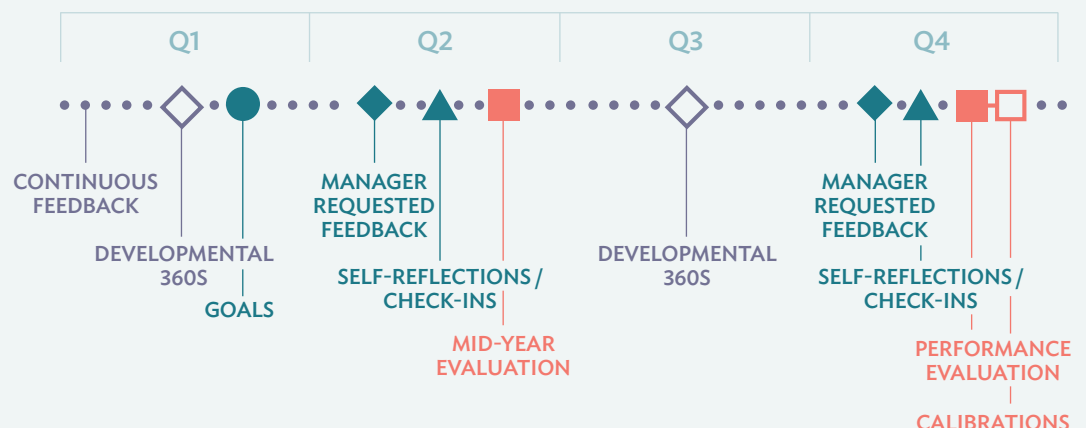 Q1
Q2
Q3
Q4
CONTINUOUS
FEEDBACK
DEVELOPMENTAL
360S
GOALS
MANAGER
REQUESTED
FEEDBACK
SELF-REFLECTIONS /
CHECK-INS
MID-YEAR
EVALUATION
DEVELOPMENTAL
360S
MANAGER
REQUESTED
FEEDBACK
SELF-REFLECTIONS /
CHECK-INS
PERFORMANCE
EVALUATION
CALIBRATIONS